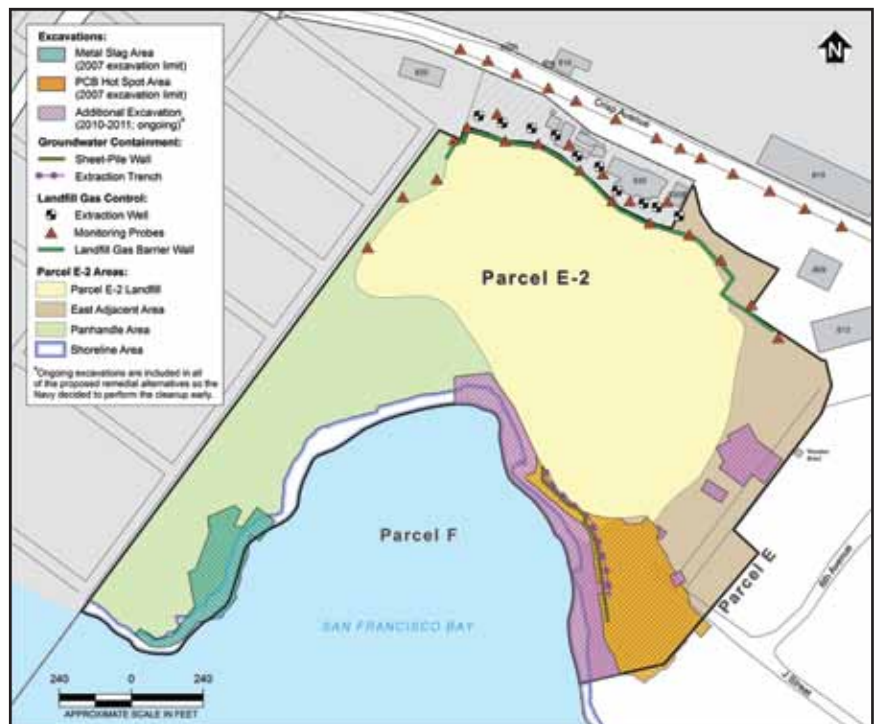 Excavations:
Metal Slag Area
(2007 excavation limit)
PCB Hot Spot Area
(2007 excavation limit)
Additional Excavation
(2010-2011; ongoing)*
Groundwater Containment:
Sheet-Pile Wall
Extraction Trench
Landfill Gas Control:
Extraction Well
Monitoring Probes
Landfill Gas Barrier Wall
Parcel E-2 Areas:
Parcel E-2 Landfill
East Adjacent Area
Panhandle Area
Shoreline Area
*Ongoing excavations are included in all
of the proposed remedial alternatives so the
Navy decided to perform the cleanup early.
N
Crisp Avenue
Parcel E-2
Parcel F
SAN FRANCISCO BAY
Parcel E
6th Avenue
J Street
240 0 240
APPROXIMATE SCALE IN FEET